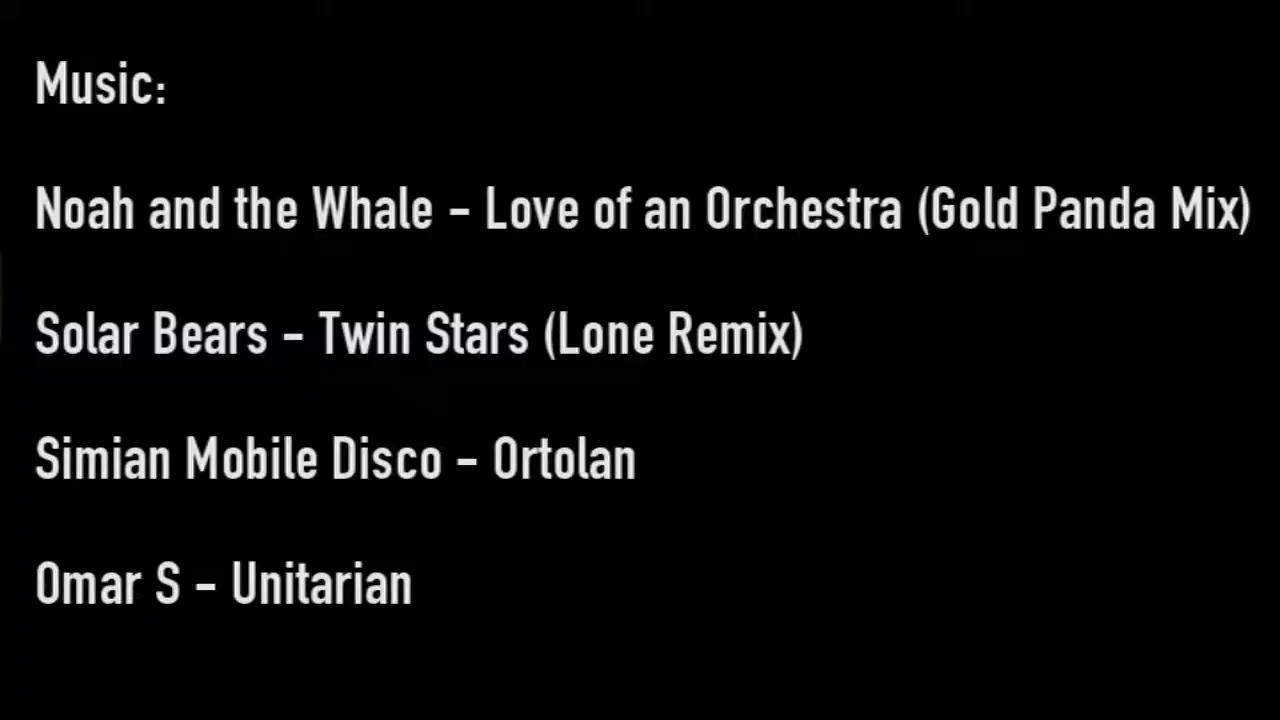 Music:
Noah and the Whale - Love of an Orchestra (Gold Panda Mix)
Solar Bears - Twin Stars (Lone Remix)
Simian Mobile Disco - Ortolan
Omar S - Unitarian